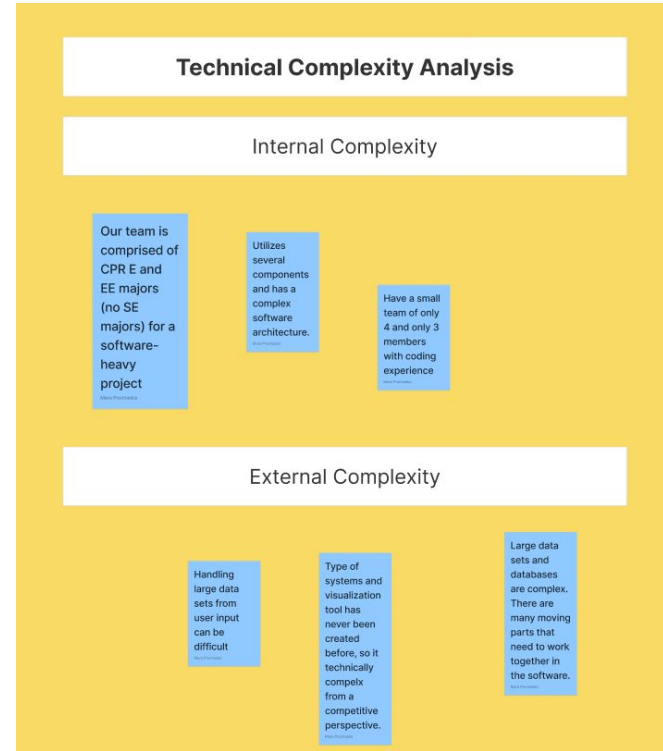 Technical Complexity Analysis
Internal Complexity
Our team is
comprised of
CPR E and
EE majors
(no SE
majors) for a
software-
heavy
project
Utilizes
several
components
and has a
complex
software
architecture.
Have a small
team of only
4 and only 3
members
with coding
experience
External Complexity
Handling
large data
sets from
user input
can be
difficult
Type of
systems and
visualization
tool has
never been
created
before, so it
technically
compelx
from a
competitive
perspective.
Large data
sets and
databases
are complex.
There are
many moving
parts that
need to work
together in
the software.